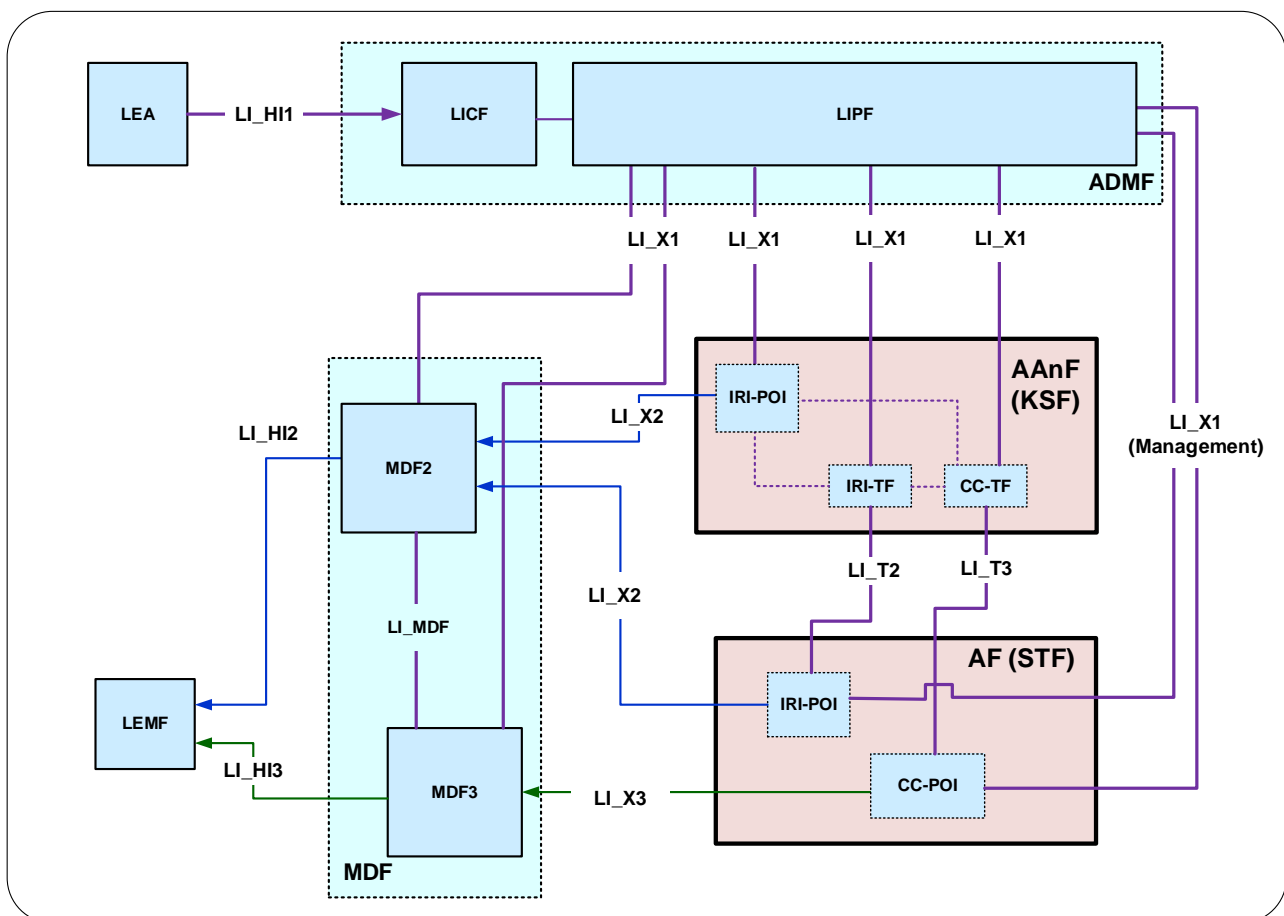 LEA
LI_HI1
LICF
LIPF
ADMF
LI_X1
LI_X1
LI_X1
LI_X1
AAnF
(KSF)
IRI-POI
LI_X2
LI_X1
(Management)
LI_HI2
MDF2
IRI-TF
CC-TF
LI_T2
LI_T3
LI_X2
LI_MDF
AF (STF)
IRI-POI
LEMF
LI_HI3
MDF3
LI_X3
CC-POI
MDF